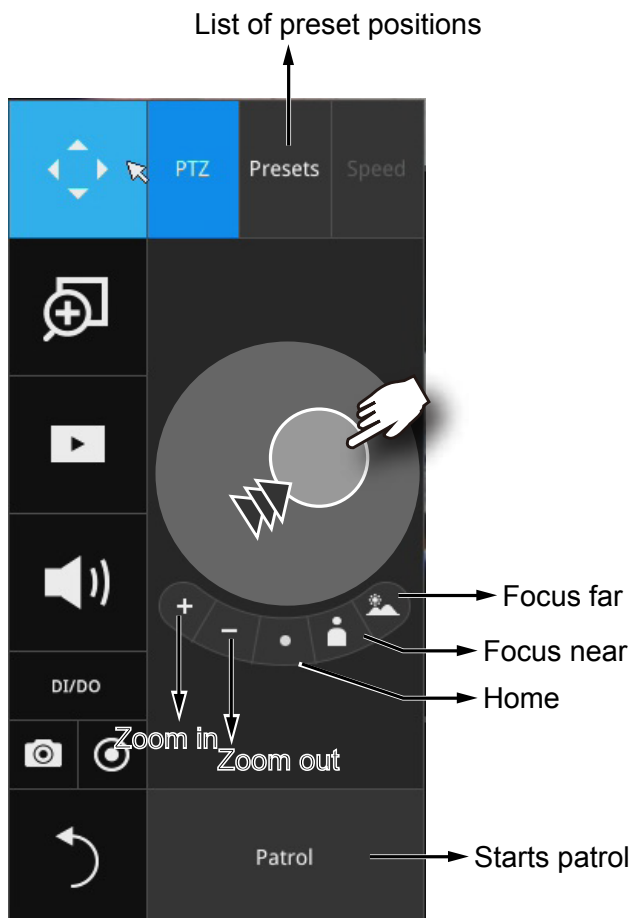 List of preset positions
PTZ
Presets
Speed
Focus far
Focus near
Home
DI/DO
Zoom in
Zoom out
Patrol
Starts patrol